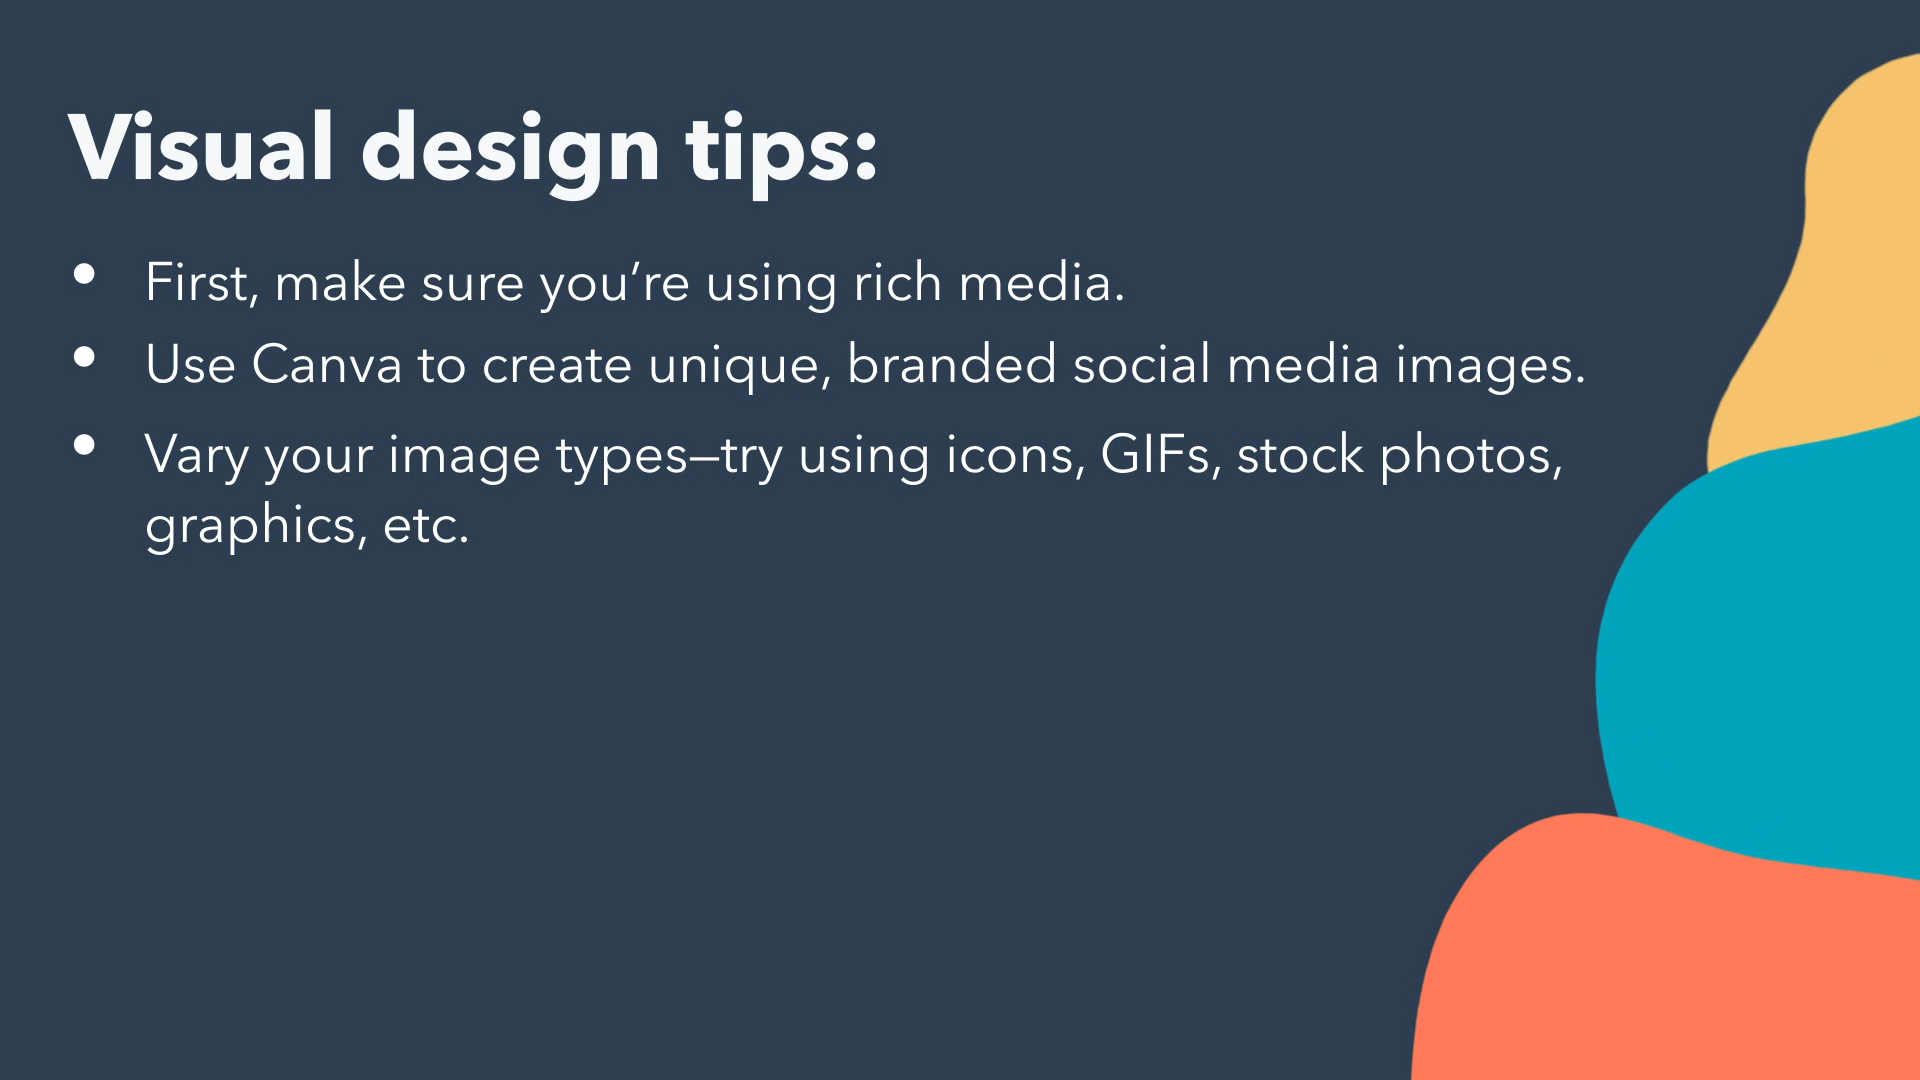 Visual design tips:
• First, make sure you’re using rich media.
• Use Canva to create unique, branded social media images.
• Vary your image types—try using icons, GIFs, stock photos,
graphics, etc.